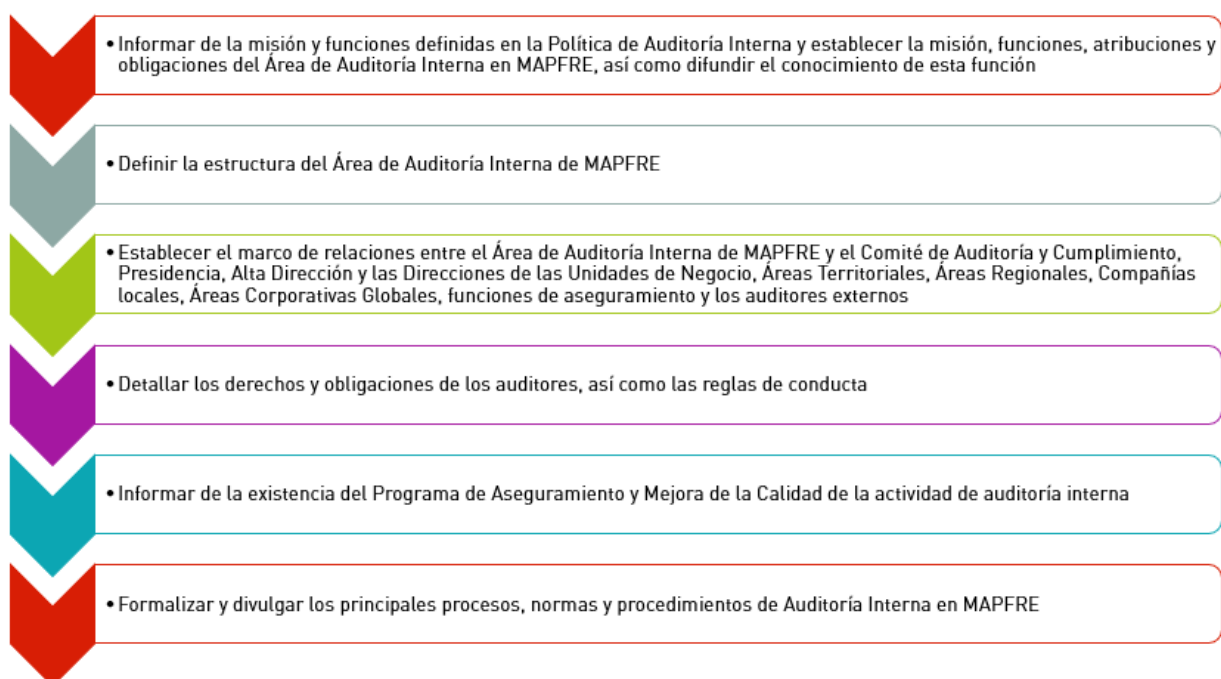 • Informar de la misión y funciones definidas en la Política de Auditoría Interna y establecer la misión, funciones, atribuciones y
obligaciones del Área de Auditoría Interna en MAPFRE, así como difundir el conocimiento de esta función
• Definir la estructura del Área de Auditoría Interna de MAPFRE
• Establecer el marco de relaciones entre el Área de Auditoría Interna de MAPFRE y el Comité de Auditoría y Cumplimiento,
Presidencia, Alta Dirección y las Direcciones de las Unidades de Negocio, Áreas Territoriales, Áreas Regionales, Compañías
locales, Áreas Corporativas Globales, funciones de aseguramiento y los auditores externos
• Detallar los derechos y obligaciones de los auditores, así como las reglas de conducta
• Informar de la existencia del Programa de Aseguramiento y Mejora de la Calidad de la actividad de auditoría interna
• Formalizar y divulgar los principales procesos, normas y procedimientos de Auditoría Interna en MAPFRE